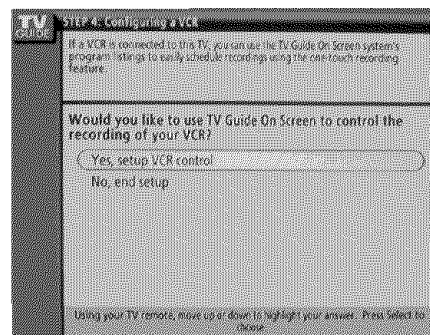 TV
GUIDE
STEP 4: Configuring a VCR
If a VCR is connected to this TV, you can use the TV Guide On Screen system's
program listings to easily schedule recordings using the one-touch recording
feature.
Would you like to use TV Guide On Screen to control the
recording of your VCR?
Yes, setup VCR control
No, end setup
Using your TV remote, move up or down to highlight your answer. Press Select to
choose